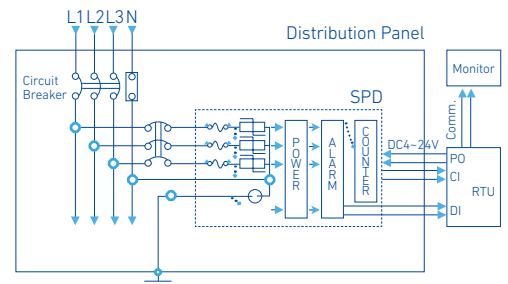 L1 L2 L3 N
Distribution Panel
Circuit
Breaker
SPD
POWER
ALARM
COUNTER
DC4~24V
Comm.
Monitor
PO
CI
RTU
DI